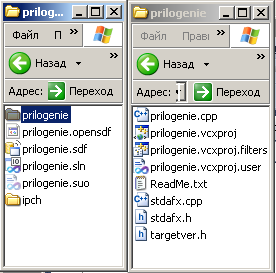 prilog...
Файл П »
Назад »
Адрес: Переход
prilogenie
prilogenie.opensdf
prilogenie.sdf
prilogenie.sln
prilogenie.suo
ipch
prilogenie
Файл Прави »
Назад »
Адрес: Переход
prilogenie.cpp
prilogenie.vcxproj
prilogenie.vcxproj.filters
prilogenie.vcxproj.user
ReadMe.txt
stdafx.cpp
stdafx.h
targetver.h